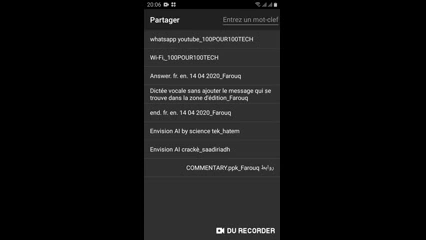 20:06
Partager
Entrez un mot-clef
whatsapp youtube_100POUR100TECH
Wi-Fi_100POUR100TECH
Answer. fr. en. 14 04 2020_Farouq
Dictée vocale sans ajouter le message qui se
trouve dans la zone d'édition_Farouq
end. fr. en. 14 04 2020_Farouq
Envision AI by science tek_hatem
Envision AI crackè_saadiriadh
COMMENTARY.ppk_Farouq روابط
DU RECORDER